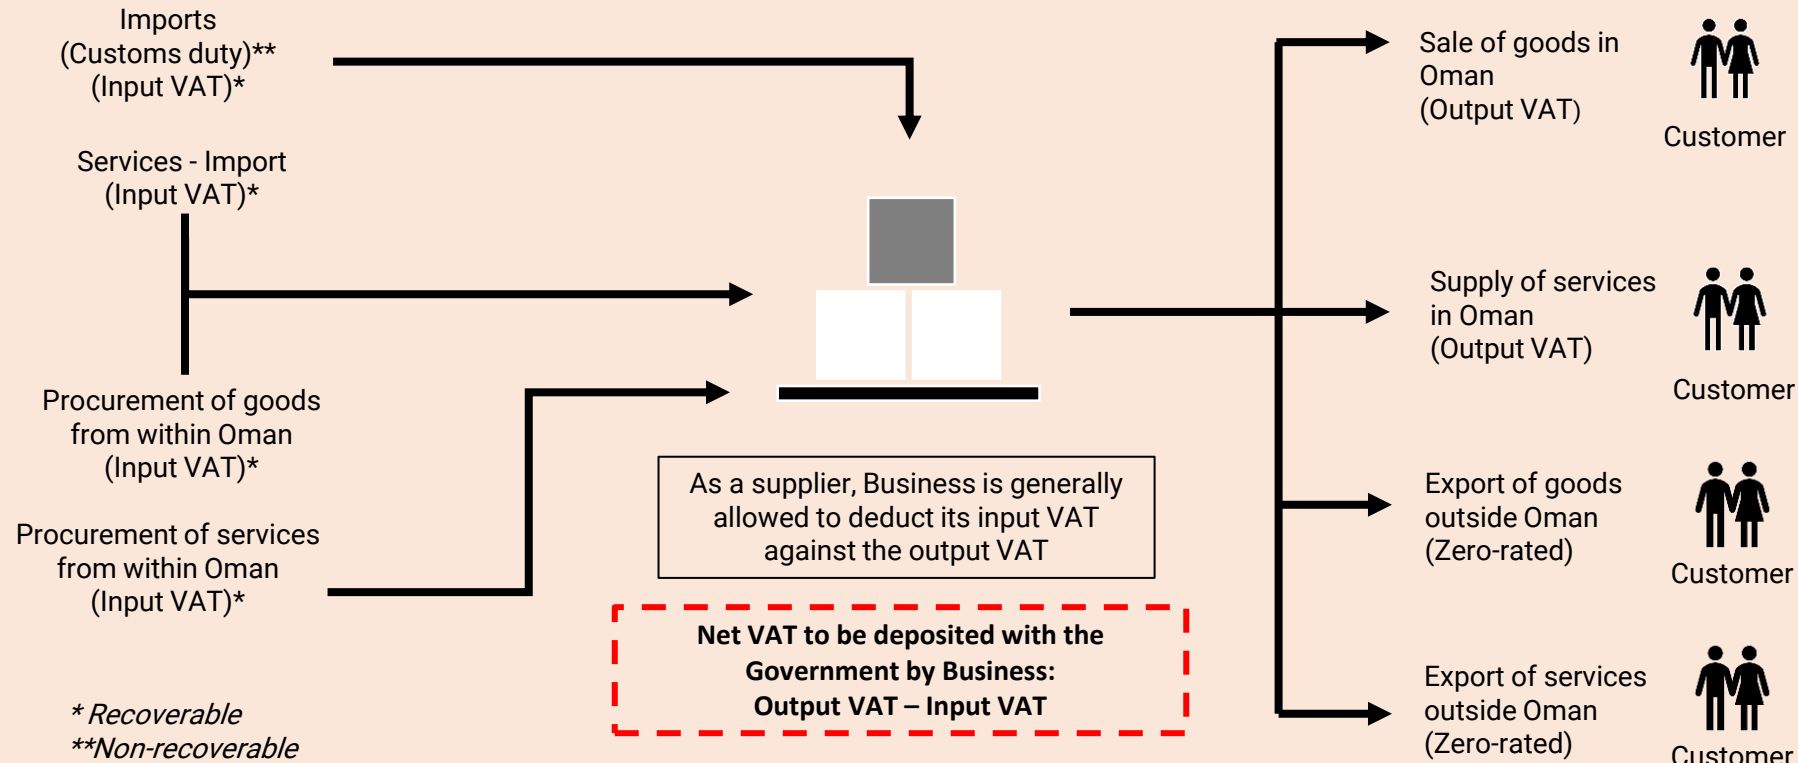 Imports
(Customs duty)**
(Input VAT)*
Services - Import
(Input VAT)*
Procurement of goods
from within Oman
(Input VAT)*
Procurement of services
from within Oman
(Input VAT)*
* Recoverable
**Non-recoverable
As a supplier, Business is generally
allowed to deduct its input VAT
against the output VAT
Net VAT to be deposited with the
Government by Business:
Output VAT – Input VAT
Sale of goods in
Oman
(Output VAT)
Customer
Supply of services
in Oman
(Output VAT)
Customer
Export of goods
outside Oman
(Zero-rated)
Customer
Export of services
outside Oman
(Zero-rated)
Customer